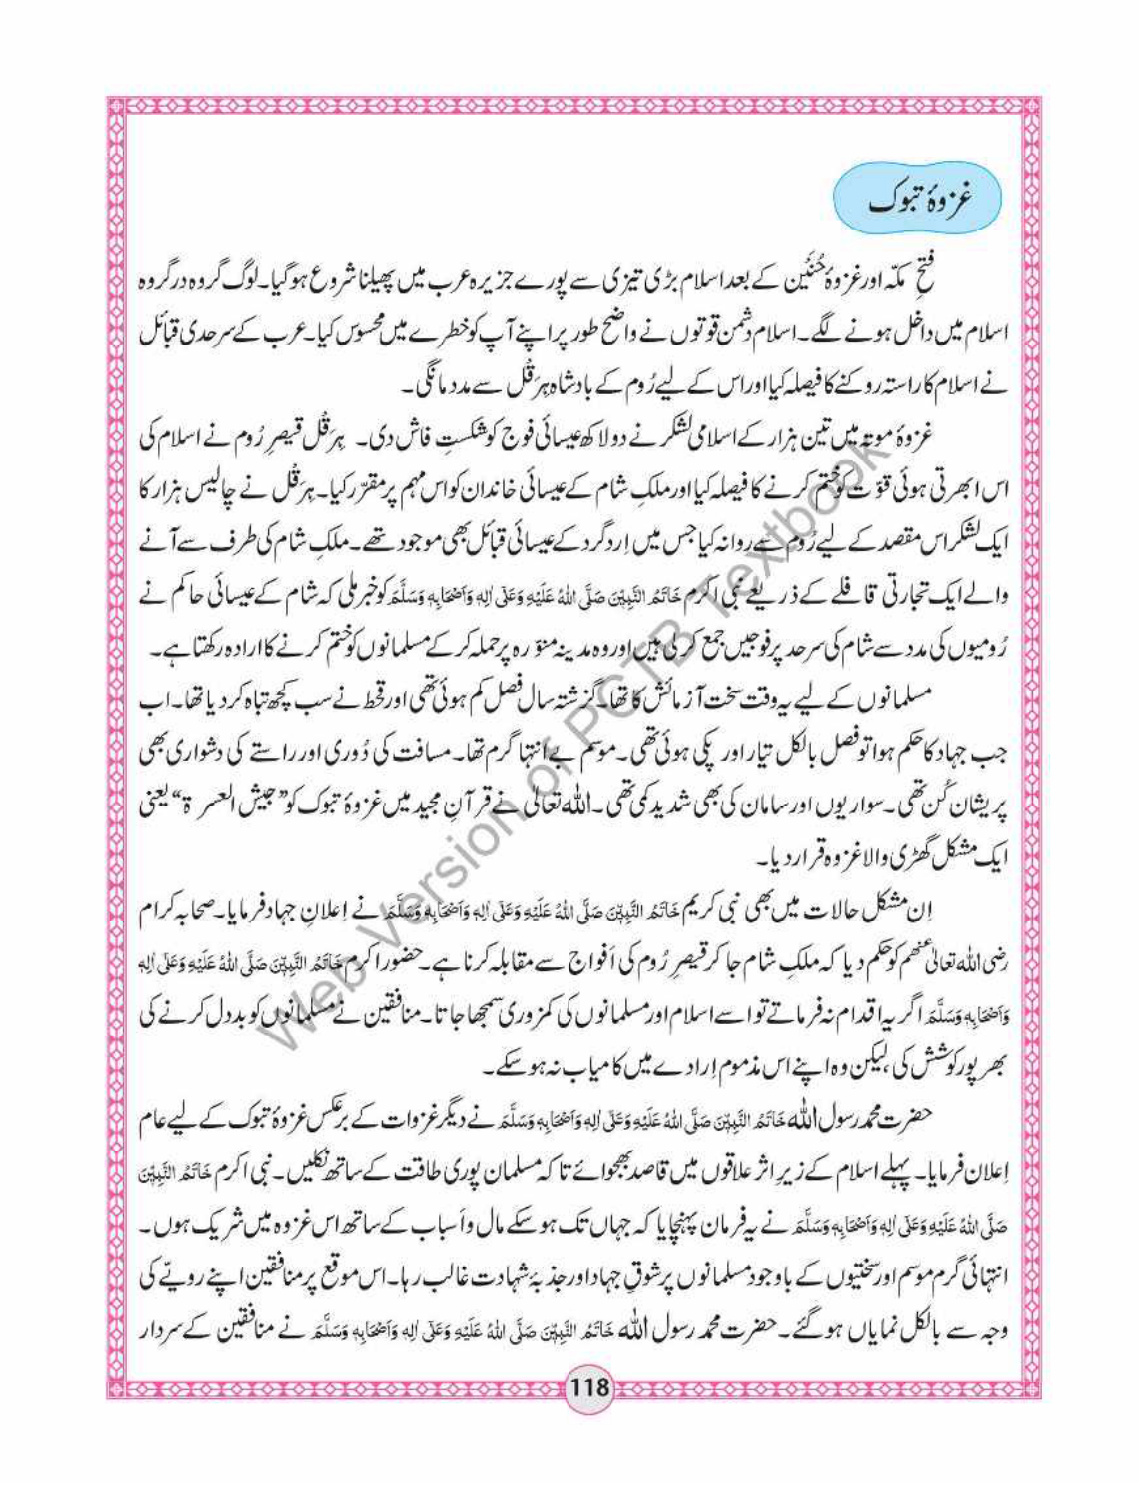 غزوۂ تبوک
فتحِ مکّہ اور غزوۂ حُنَیْن کے بعد اسلام بڑی تیزی سے پورے جزیرہ عرب میں پھیلنا شروع ہو گیا۔ لوگ گروہ در گروہ
اسلام میں داخل ہونے لگے۔ اسلام دشمن قوتوں نے واضح طور پر اپنے آپ کو خطرے میں محسوس کیا۔ عرب کے سرحدی قبائل
نے اسلام کا راستہ روکنے کا فیصلہ کیا اور اس کے لیے رُوم کے بادشاہ ہِرَقْل سے مدد مانگی۔
غزوۂ موتہ میں تین ہزار کے اسلامی لشکر نے دو لاکھ عیسائی فوج کو شکستِ فاش دی۔ ہِرَقْل قیصرِ رُوم نے اسلام کی
اس ابھرتی ہوئی قوّت کو ختم کرنے کا فیصلہ کیا اور ملکِ شام کے عیسائی خاندان کو اس مہم پر مقرّر کیا۔ ہِرَقْل نے چالیس ہزار کا
ایک لشکر اس مقصد کے لیے رُوم سے روانہ کیا جس میں اِردگرد کے عیسائی قبائل بھی موجود تھے۔ ملکِ شام کی طرف سے آنے
والے ایک تجارتی قافلے کے ذریعے نبی اکرم خَاتَمُ النَّبِيّٖنَ صَلَّى اللّٰهُ عَلَيْهِ وَعَلٰٓى اٰلِهٖ وَاَصْحَابِهٖ وَسَلَّمَ کو خبر ملی کہ شام کے عیسائی حاکم نے
رُومیوں کی مدد سے شام کی سرحد پر فوجیں جمع کر لی ہیں اور وہ مدینہ منوّرہ پر حملہ کر کے مسلمانوں کو ختم کرنے کا ارادہ رکھتا ہے۔
مسلمانوں کے لیے یہ وقت سخت آزمائش کا تھا۔ گزشتہ سال فصل کم ہوئی تھی اور قحط نے سب کچھ تباہ کر دیا تھا۔ اب
جب جہاد کا حکم ہوا تو فصل بالکل تیار اور پکی ہوئی تھی۔ موسم بے انتہا گرم تھا۔ مسافت کی دُوری اور راستے کی دشواری بھی
پریشان کُن تھی۔ سواریوں اور سامان کی بھی شدید کمی تھی۔ اللہ تعالیٰ نے قرآنِ مجید میں غزوۂ تبوک کو ”جیش العسرۃ“ یعنی
ایک مشکل گھڑی والا غزوہ قرار دیا۔
اِن مشکل حالات میں بھی نبی کریم خَاتَمُ النَّبِيّٖنَ صَلَّى اللّٰهُ عَلَيْهِ وَعَلٰٓى اٰلِهٖ وَاَصْحَابِهٖ وَسَلَّمَ نے اِعلانِ جہاد فرمایا۔ صحابہ کرام
رضی اللہ تعالیٰ عنھم کو حکم دیا کہ ملکِ شام جا کر قیصرِ رُوم کی اَفواج سے مقابلہ کرنا ہے۔ حضور اکرم خَاتَمُ النَّبِيّٖنَ صَلَّى اللّٰهُ عَلَيْهِ وَعَلٰٓى اٰلِهٖ
وَاَصْحَابِهٖ وَسَلَّمَ اگر یہ اقدام نہ فرماتے تو اسے اسلام اور مسلمانوں کی کمزوری سمجھا جاتا۔ منافقین نے مسلمانوں کو بددل کرنے کی
بھرپور کوشش کی، لیکن وہ اپنے اس مذموم اِرادے میں کامیاب نہ ہو سکے۔
حضرت محمد رسول اللہ خَاتَمُ النَّبِيّٖنَ صَلَّى اللّٰهُ عَلَيْهِ وَعَلٰٓى اٰلِهٖ وَاَصْحَابِهٖ وَسَلَّمَ نے دیگر غزوات کے برعکس غزوۂ تبوک کے لیے عام
اِعلان فرمایا۔ پہلے اسلام کے زیرِ اثر علاقوں میں قاصد بھجوائے تا کہ مسلمان پوری طاقت کے ساتھ نکلیں۔ نبی اکرم خَاتَمُ النَّبِيّٖنَ
صَلَّى اللّٰهُ عَلَيْهِ وَعَلٰٓى اٰلِهٖ وَاَصْحَابِهٖ وَسَلَّمَ نے یہ فرمان پہنچایا کہ جہاں تک ہو سکے مال و اَسباب کے ساتھ اس غزوہ میں شریک ہوں۔
انتہائی گرم موسم اور سختیوں کے باوجود مسلمانوں پر شوقِ جہاد اور جذبۂ شہادت غالب رہا۔ اس موقع پر منافقین اپنے رویّے کی
وجہ سے بالکل نمایاں ہو گئے۔ حضرت محمد رسول اللہ خَاتَمُ النَّبِيّٖنَ صَلَّى اللّٰهُ عَلَيْهِ وَعَلٰٓى اٰلِهٖ وَاَصْحَابِهٖ وَسَلَّمَ نے منافقین کے سردار
118
Web Version of PCTB Textbook